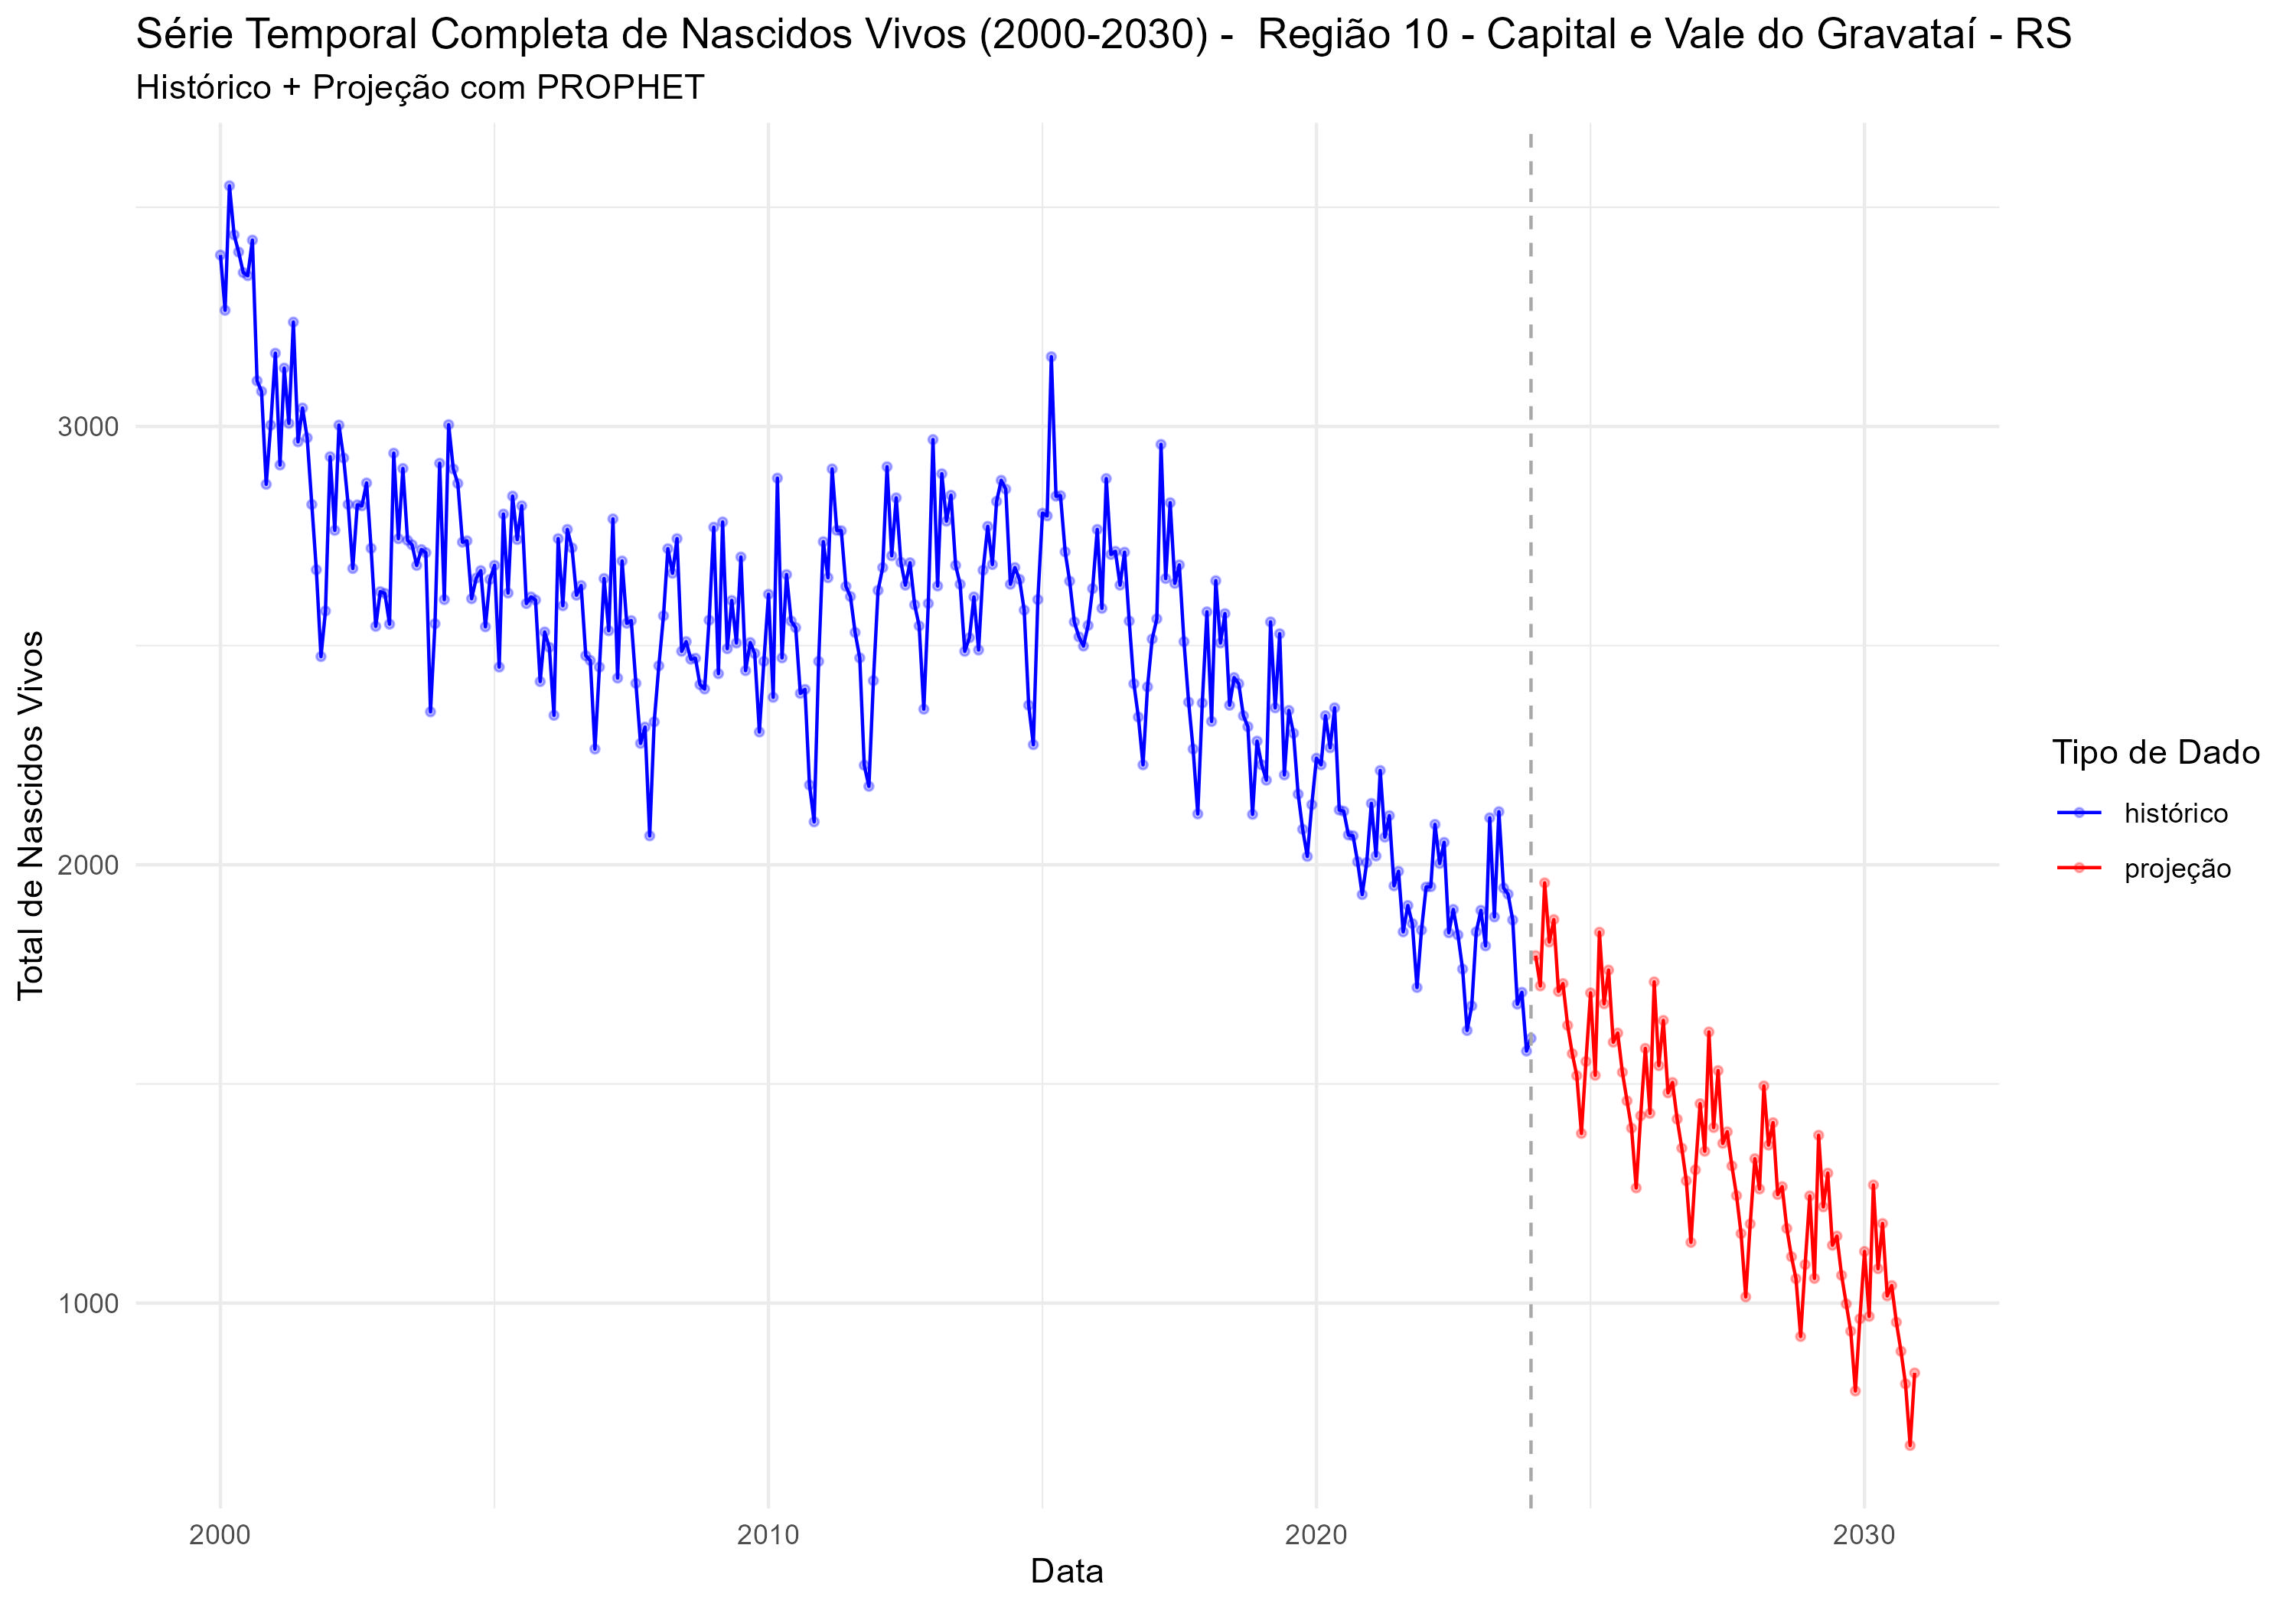 Série Temporal Completa de Nascidos Vivos (2000-2030) -  Região 10 - Capital e Vale do Gravataí - RS
Histórico + Projeção com PROPHET
Total de Nascidos Vivos
3000
2000
1000
2000
2010
2020
2030
Data
Tipo de Dado
histórico
projeção